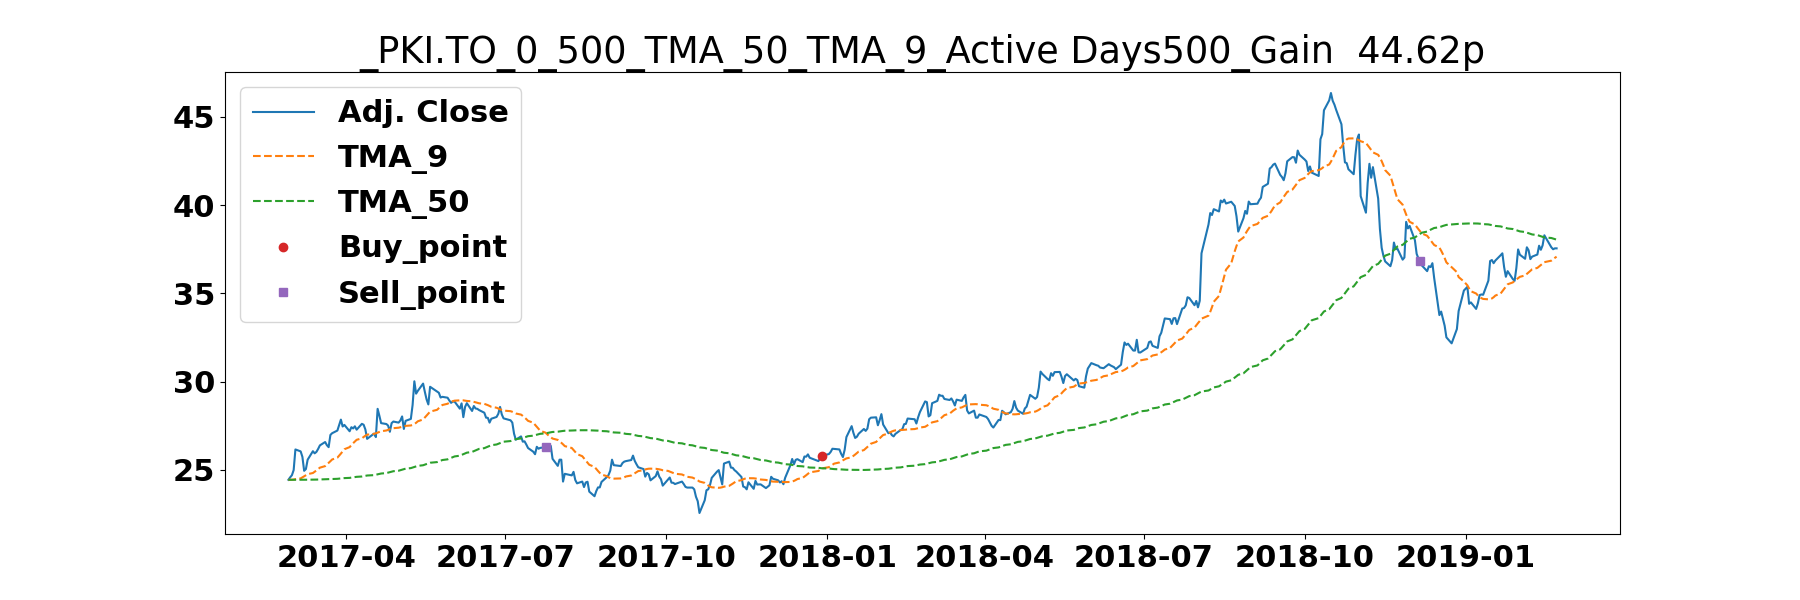 _PKI.TO_0_500_TMA_50_TMA_9_Active Days500_Gain  44.62p
Adj. Close
TMA_9
TMA_50
Buy_point
Sell_point
45
40
35
30
25
2017-04 2017-07 2017-10 2018-01 2018-04 2018-07 2018-10 2019-01